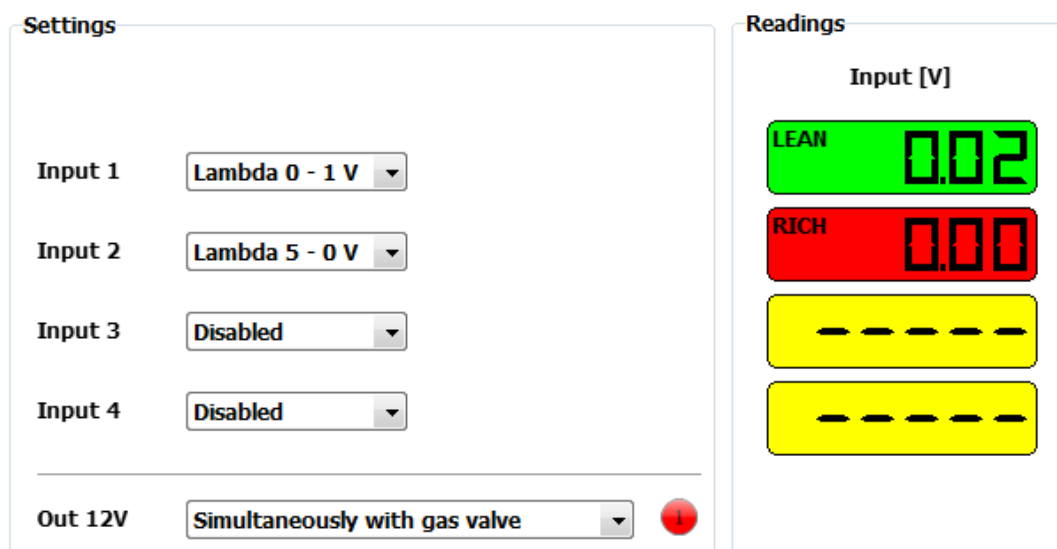 Settings
Readings
Input [V]
Input 1 Lambda 0 - 1 V
LEAN 0.02
Input 2 Lambda 5 - 0 V
RICH 0.00
Input 3 Disabled
-----
Input 4 Disabled
-----
Out 12V Simultaneously with gas valve 1